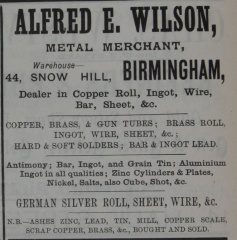 ALFRED E. WILSON,
METAL MERCHANT,
Warehouse—
44, SNOW HILL, BIRMINGHAM,
Dealer in Copper Roll, Ingot, Wire,
Bar, Sheet, &c.
COPPER, BRASS, & GUN TUBES; BRASS ROLL,
INGOT, WIRE, SHEET, &c.;
HARD & SOFT SOLDERS; BAR & INGOT LEAD.
Antimony; Bar, Ingot, and Grain Tin; Aluminium
Ingot in all qualities; Zinc Cylinders & Plates,
Nickel, Salts, also Cube, Shot, &c.
GERMAN SILVER ROLL, SHEET, WIRE, &c.
N.B.—ASHES ZINC, LEAD, TIN, MILL, COPPER SCALE,
SCRAP COPPER, BRASS, &c., BOUGHT AND SOLD.